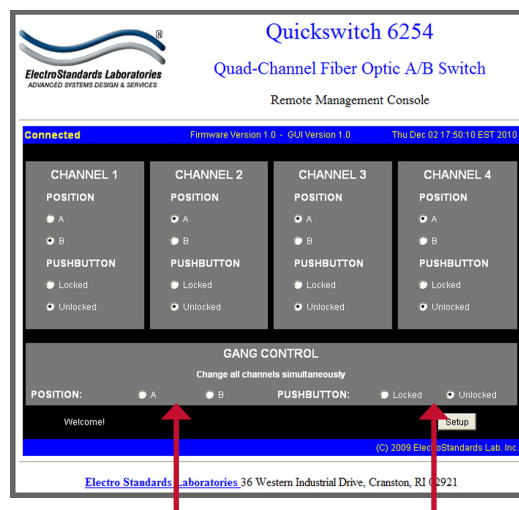 Quickswitch 6254
®
ElectroStandards Laboratories
ADVANCED SYSTEMS DESIGN & SERVICES
Quad-Channel Fiber Optic A/B Switch
Remote Management Console
Connected Firmware Version 1.0 - GUI Version 1.0 Thu Dec 02 17:50:10 EST 2010
CHANNEL 1 CHANNEL 2 CHANNEL 3 CHANNEL 4
POSITION POSITION POSITION POSITION
A A A A
B B B B
PUSHBUTTON PUSHBUTTON PUSHBUTTON PUSHBUTTON
Locked Locked Locked Locked
Unlocked Unlocked Unlocked Unlocked
GANG CONTROL
Change all channels simultaneously
POSITION: A B PUSHBUTTON: Locked Unlocked
Welcome! Setup
(C) 2009 ElectroStandards Lab. Inc.
Electro Standards Laboratories 36 Western Industrial Drive, Cranston, RI 02921